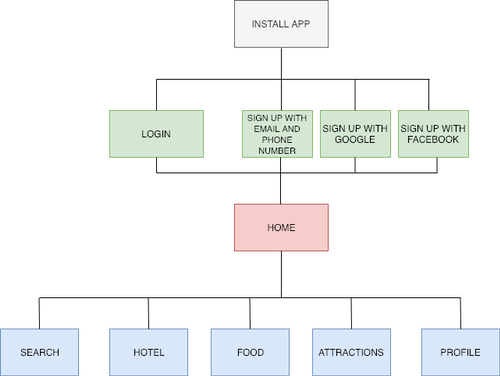 INSTALL APP
LOGIN
SIGN UP WITH
EMAIL AND
PHONE
NUMBER
SIGN UP WITH
GOOGLE
SIGN UP WITH
FACEBOOK
HOME
SEARCH
HOTEL
FOOD
ATTRACTIONS
PROFILE